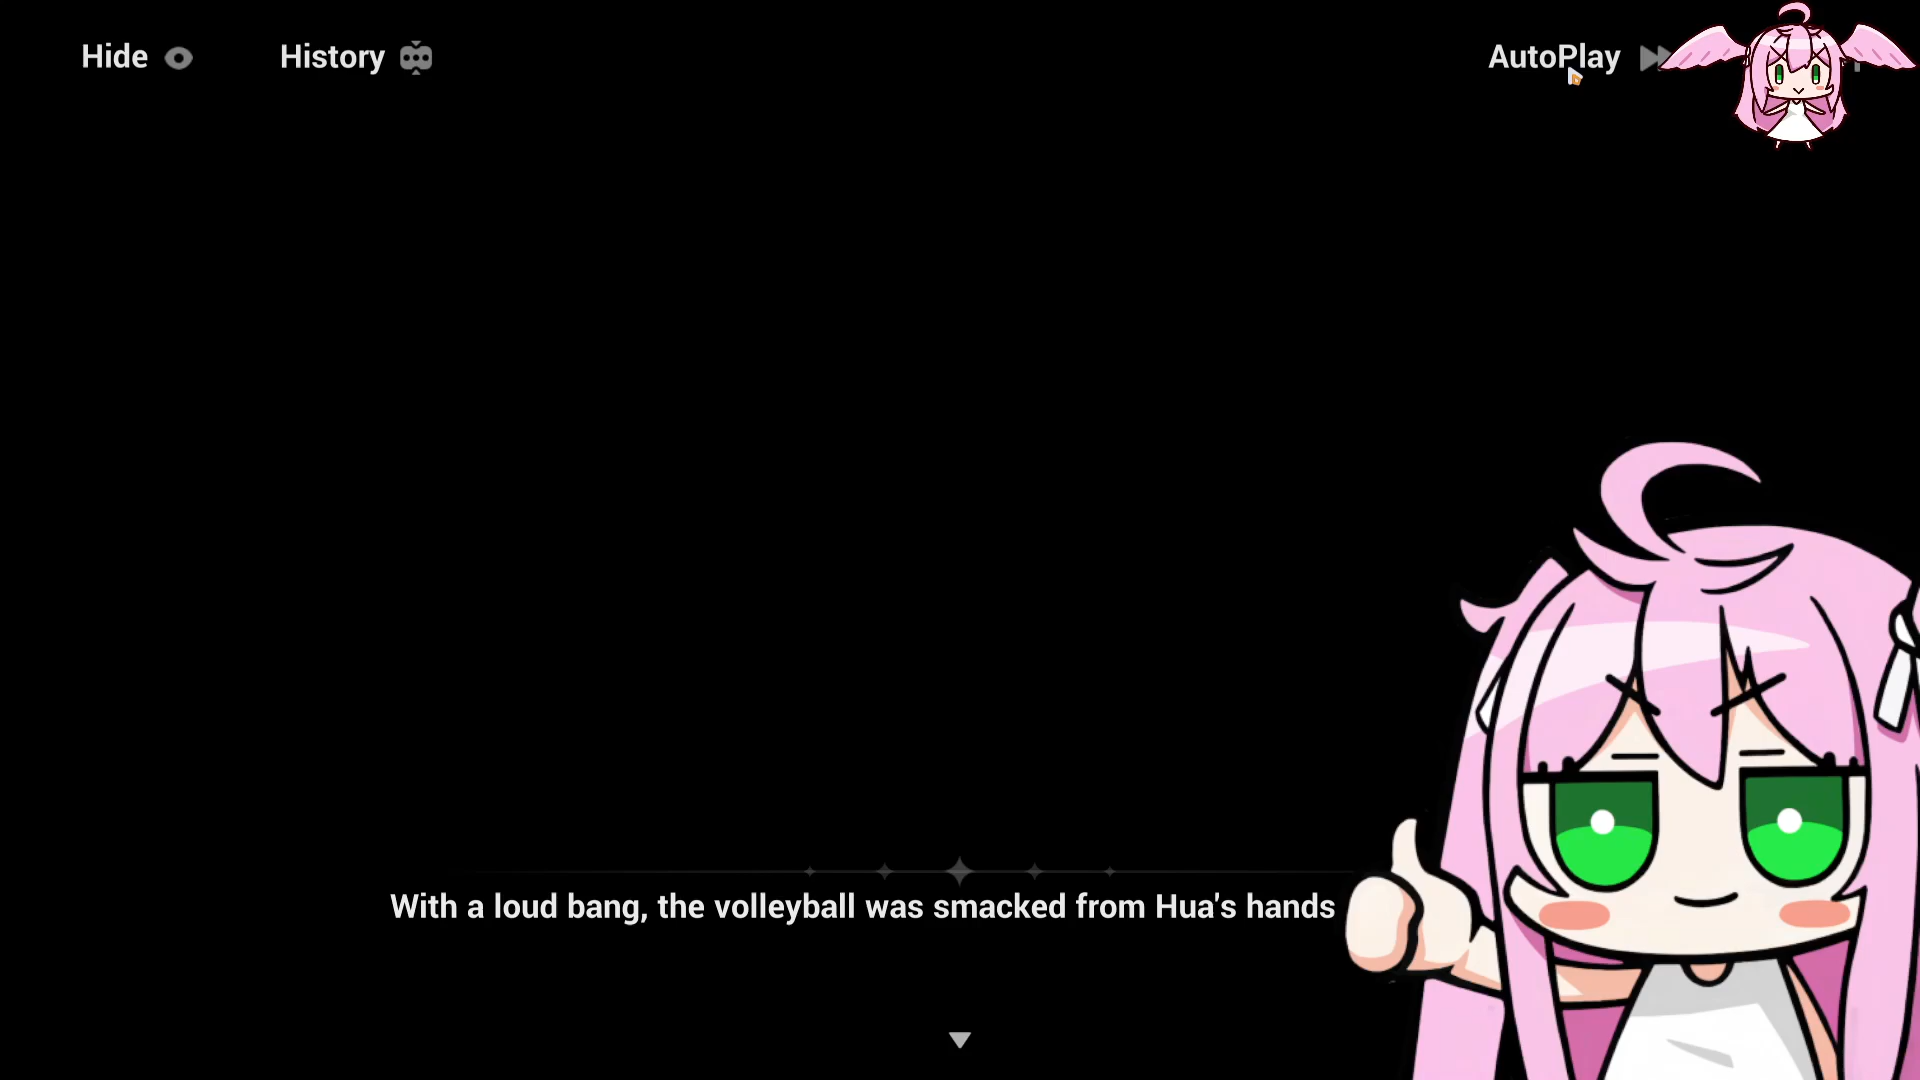 Hide
History
AutoPlay
With a loud bang, the volleyball was smacked from Hua's hands